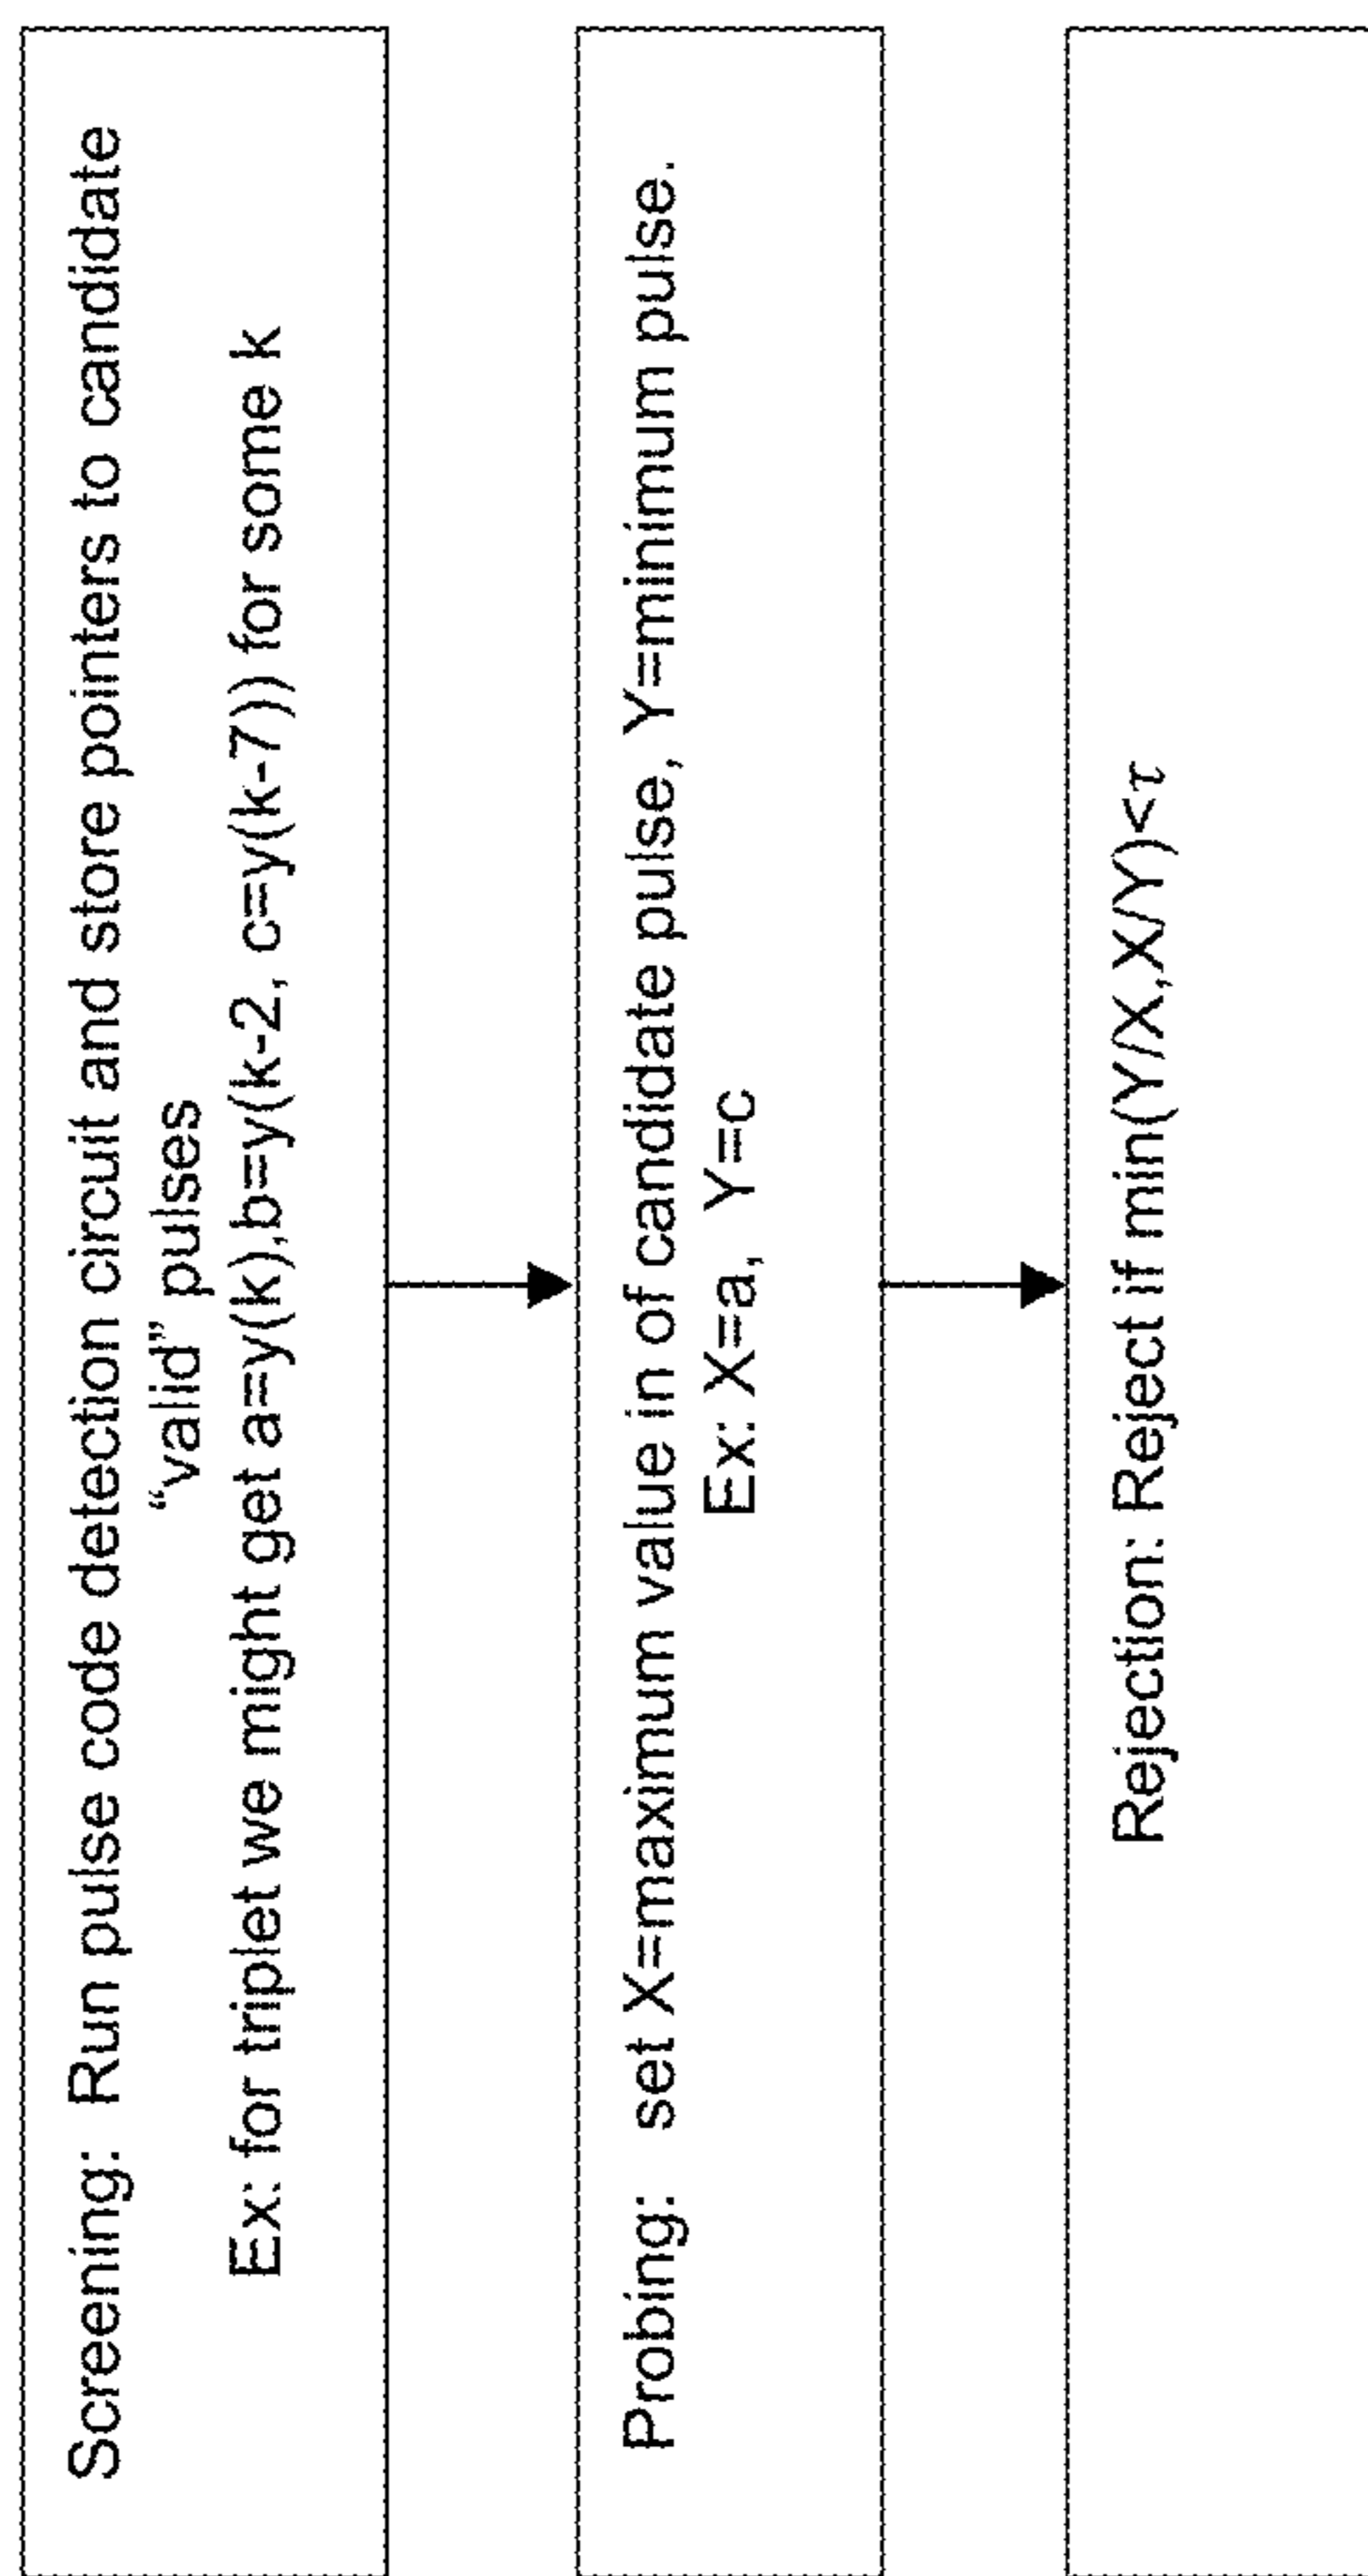 Screening: Run pulse code detection circuit and store pointers to candidate
“valid” pulses
Ex: for triplet we might get a=y(k),b=y(k-2, c=y(k-7)) for some k
Probing: set X=maximum value in of candidate pulse, Y=minimum pulse.
Ex: X=a, Y=c
Rejection: Reject if min(Y/X,X/Y)<τ